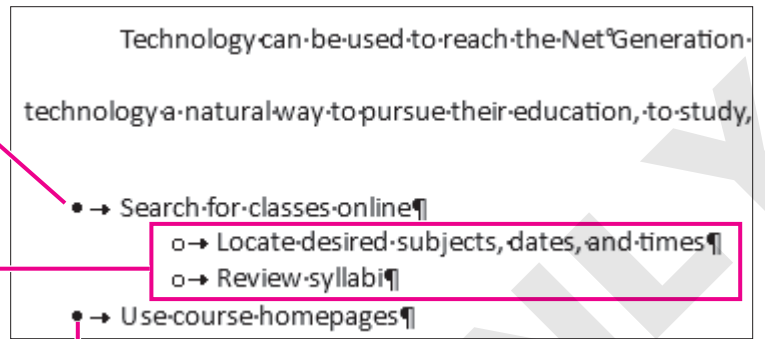 Technology can be used to reach the Net Generation
technology a natural way to pursue their education, to study,
• → Search for classes online¶
o→ Locate desired subjects, dates, and times¶
o→ Review syllabi¶
• → Use course homepages¶